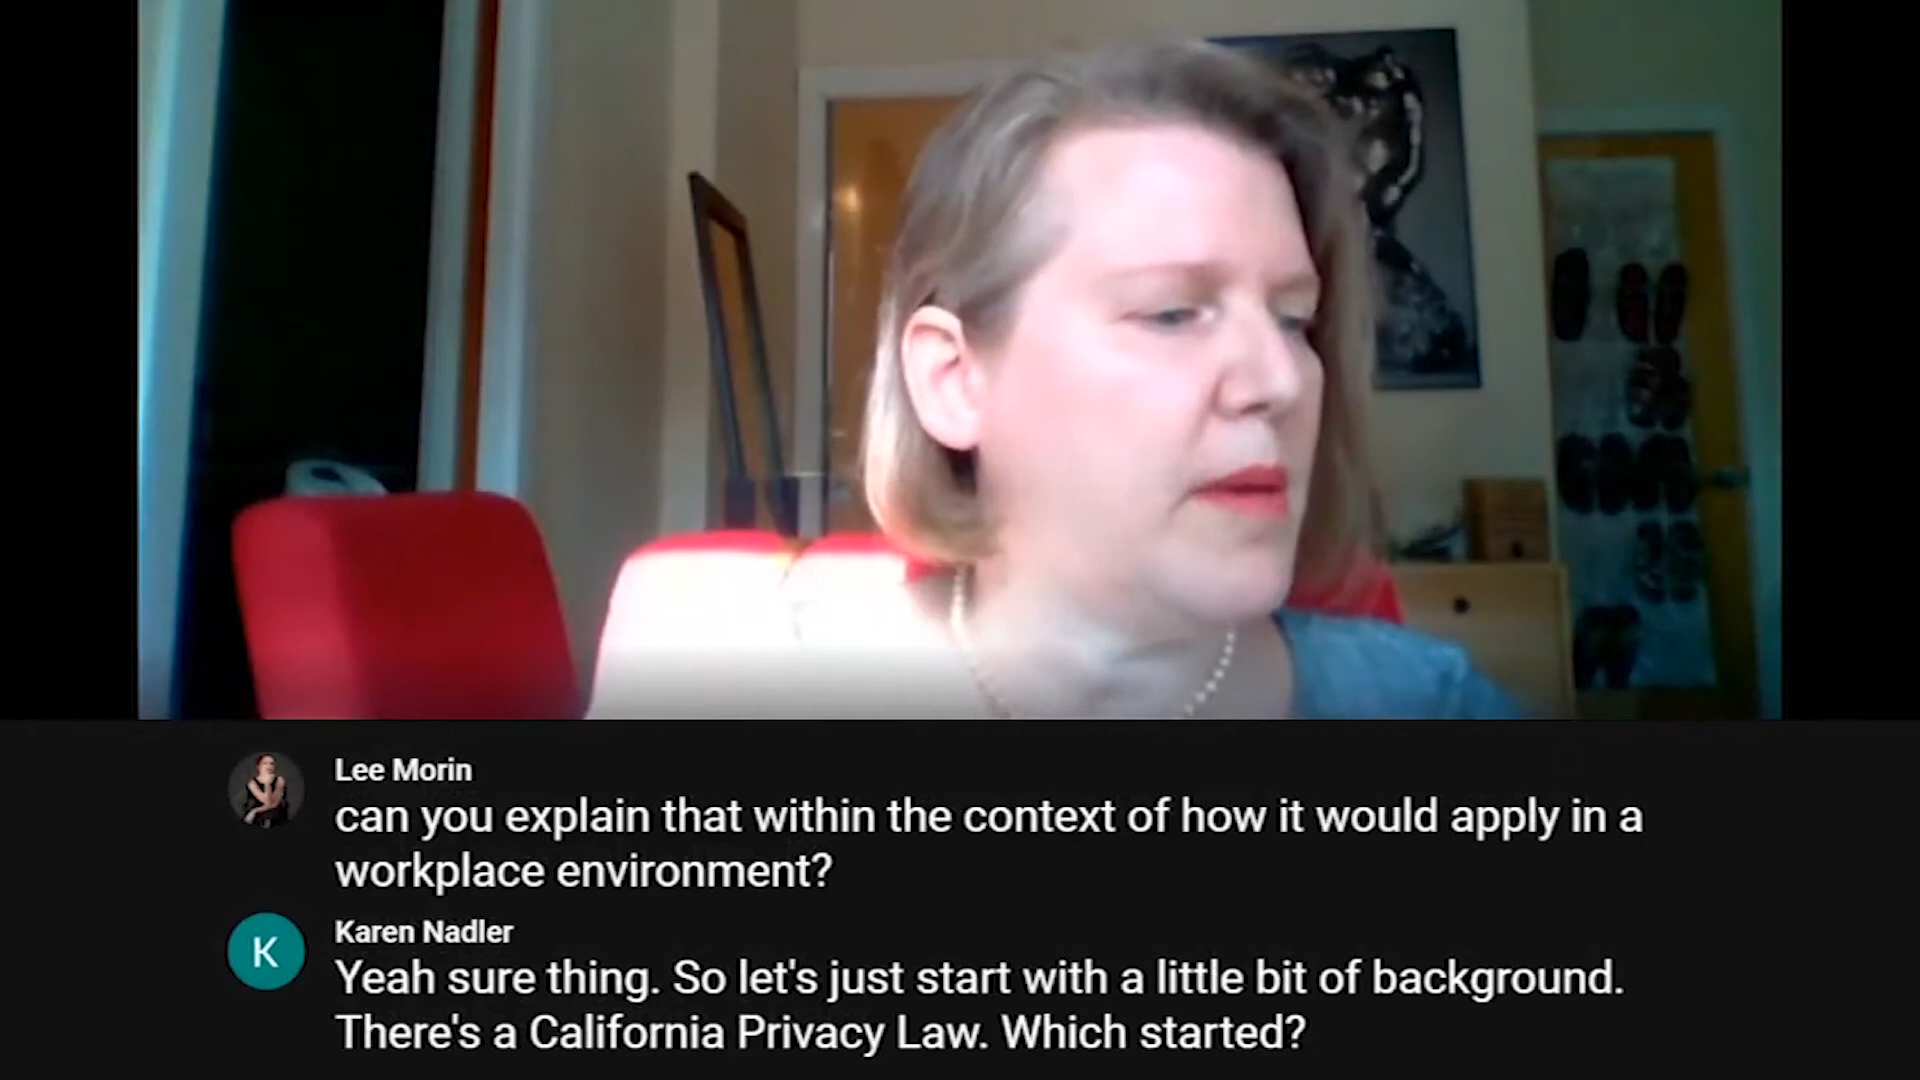 Lee Morin
can you explain that within the context of how it would apply in a
workplace environment?
K
Karen Nadler
Yeah sure thing. So let's just start with a little bit of background.
There's a California Privacy Law. Which started?